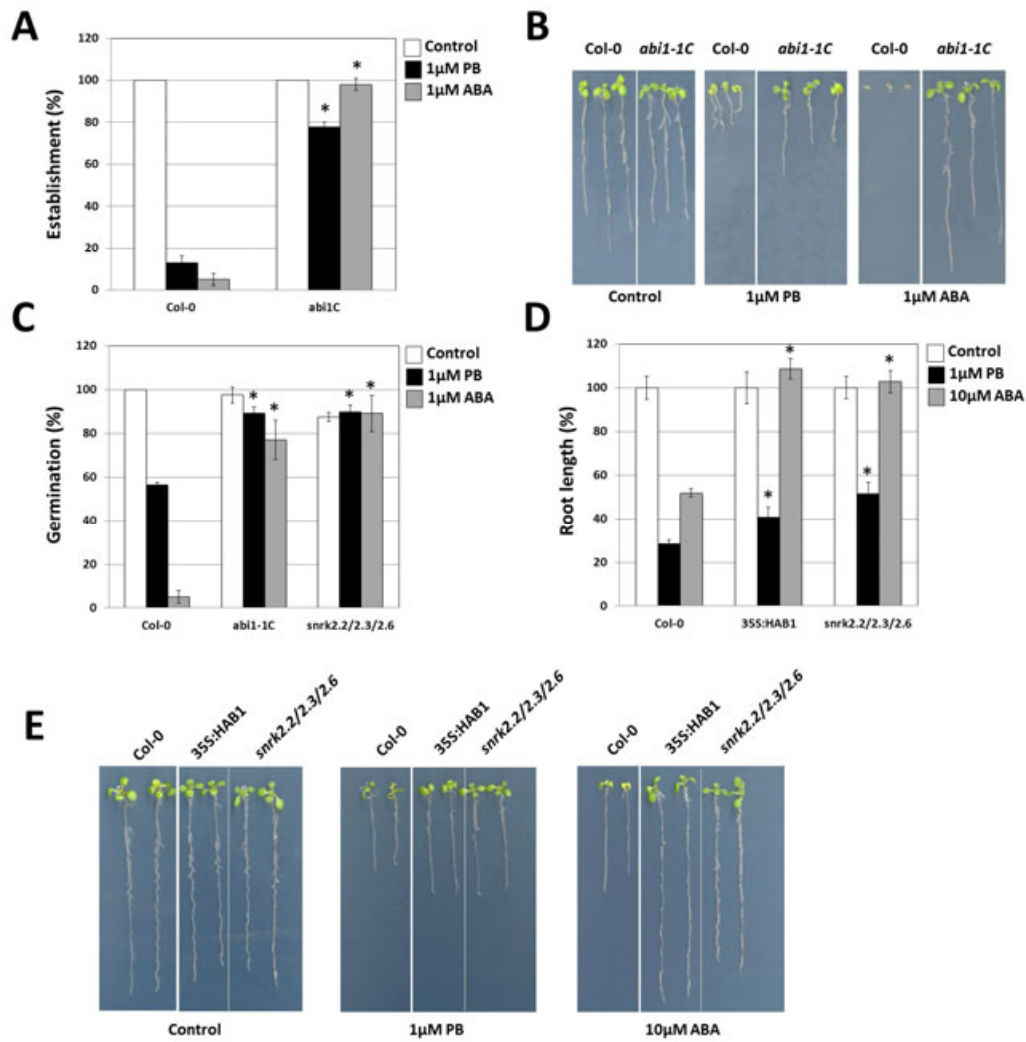 A
Establishment (%)
120
100
80
60
40
20
0
Col-0
abi1C
* *
Control
1µM PB
1µM ABA
B
Col-0 abi1-1C Col-0 abi1-1C Col-0 abi1-1C
Control 1µM PB 1µM ABA
C
Germination (%)
120
100
80
60
40
20
0
Col-0
abi1-1C
snrk2.2/2.3/2.6
* * * *
Control
1µM PB
1µM ABA
D
Root length (%)
120
100
80
60
40
20
0
Col-0
35S:HAB1
snrk2.2/2.3/2.6
* * * *
Control
1µM PB
10µM ABA
E
Col-0 35S:HAB1 snrk2.2/2.3/2.6
Col-0 35S:HAB1 snrk2.2/2.3/2.6
Col-0 35S:HAB1 snrk2.2/2.3/2.6
Control 1µM PB 10µM ABA